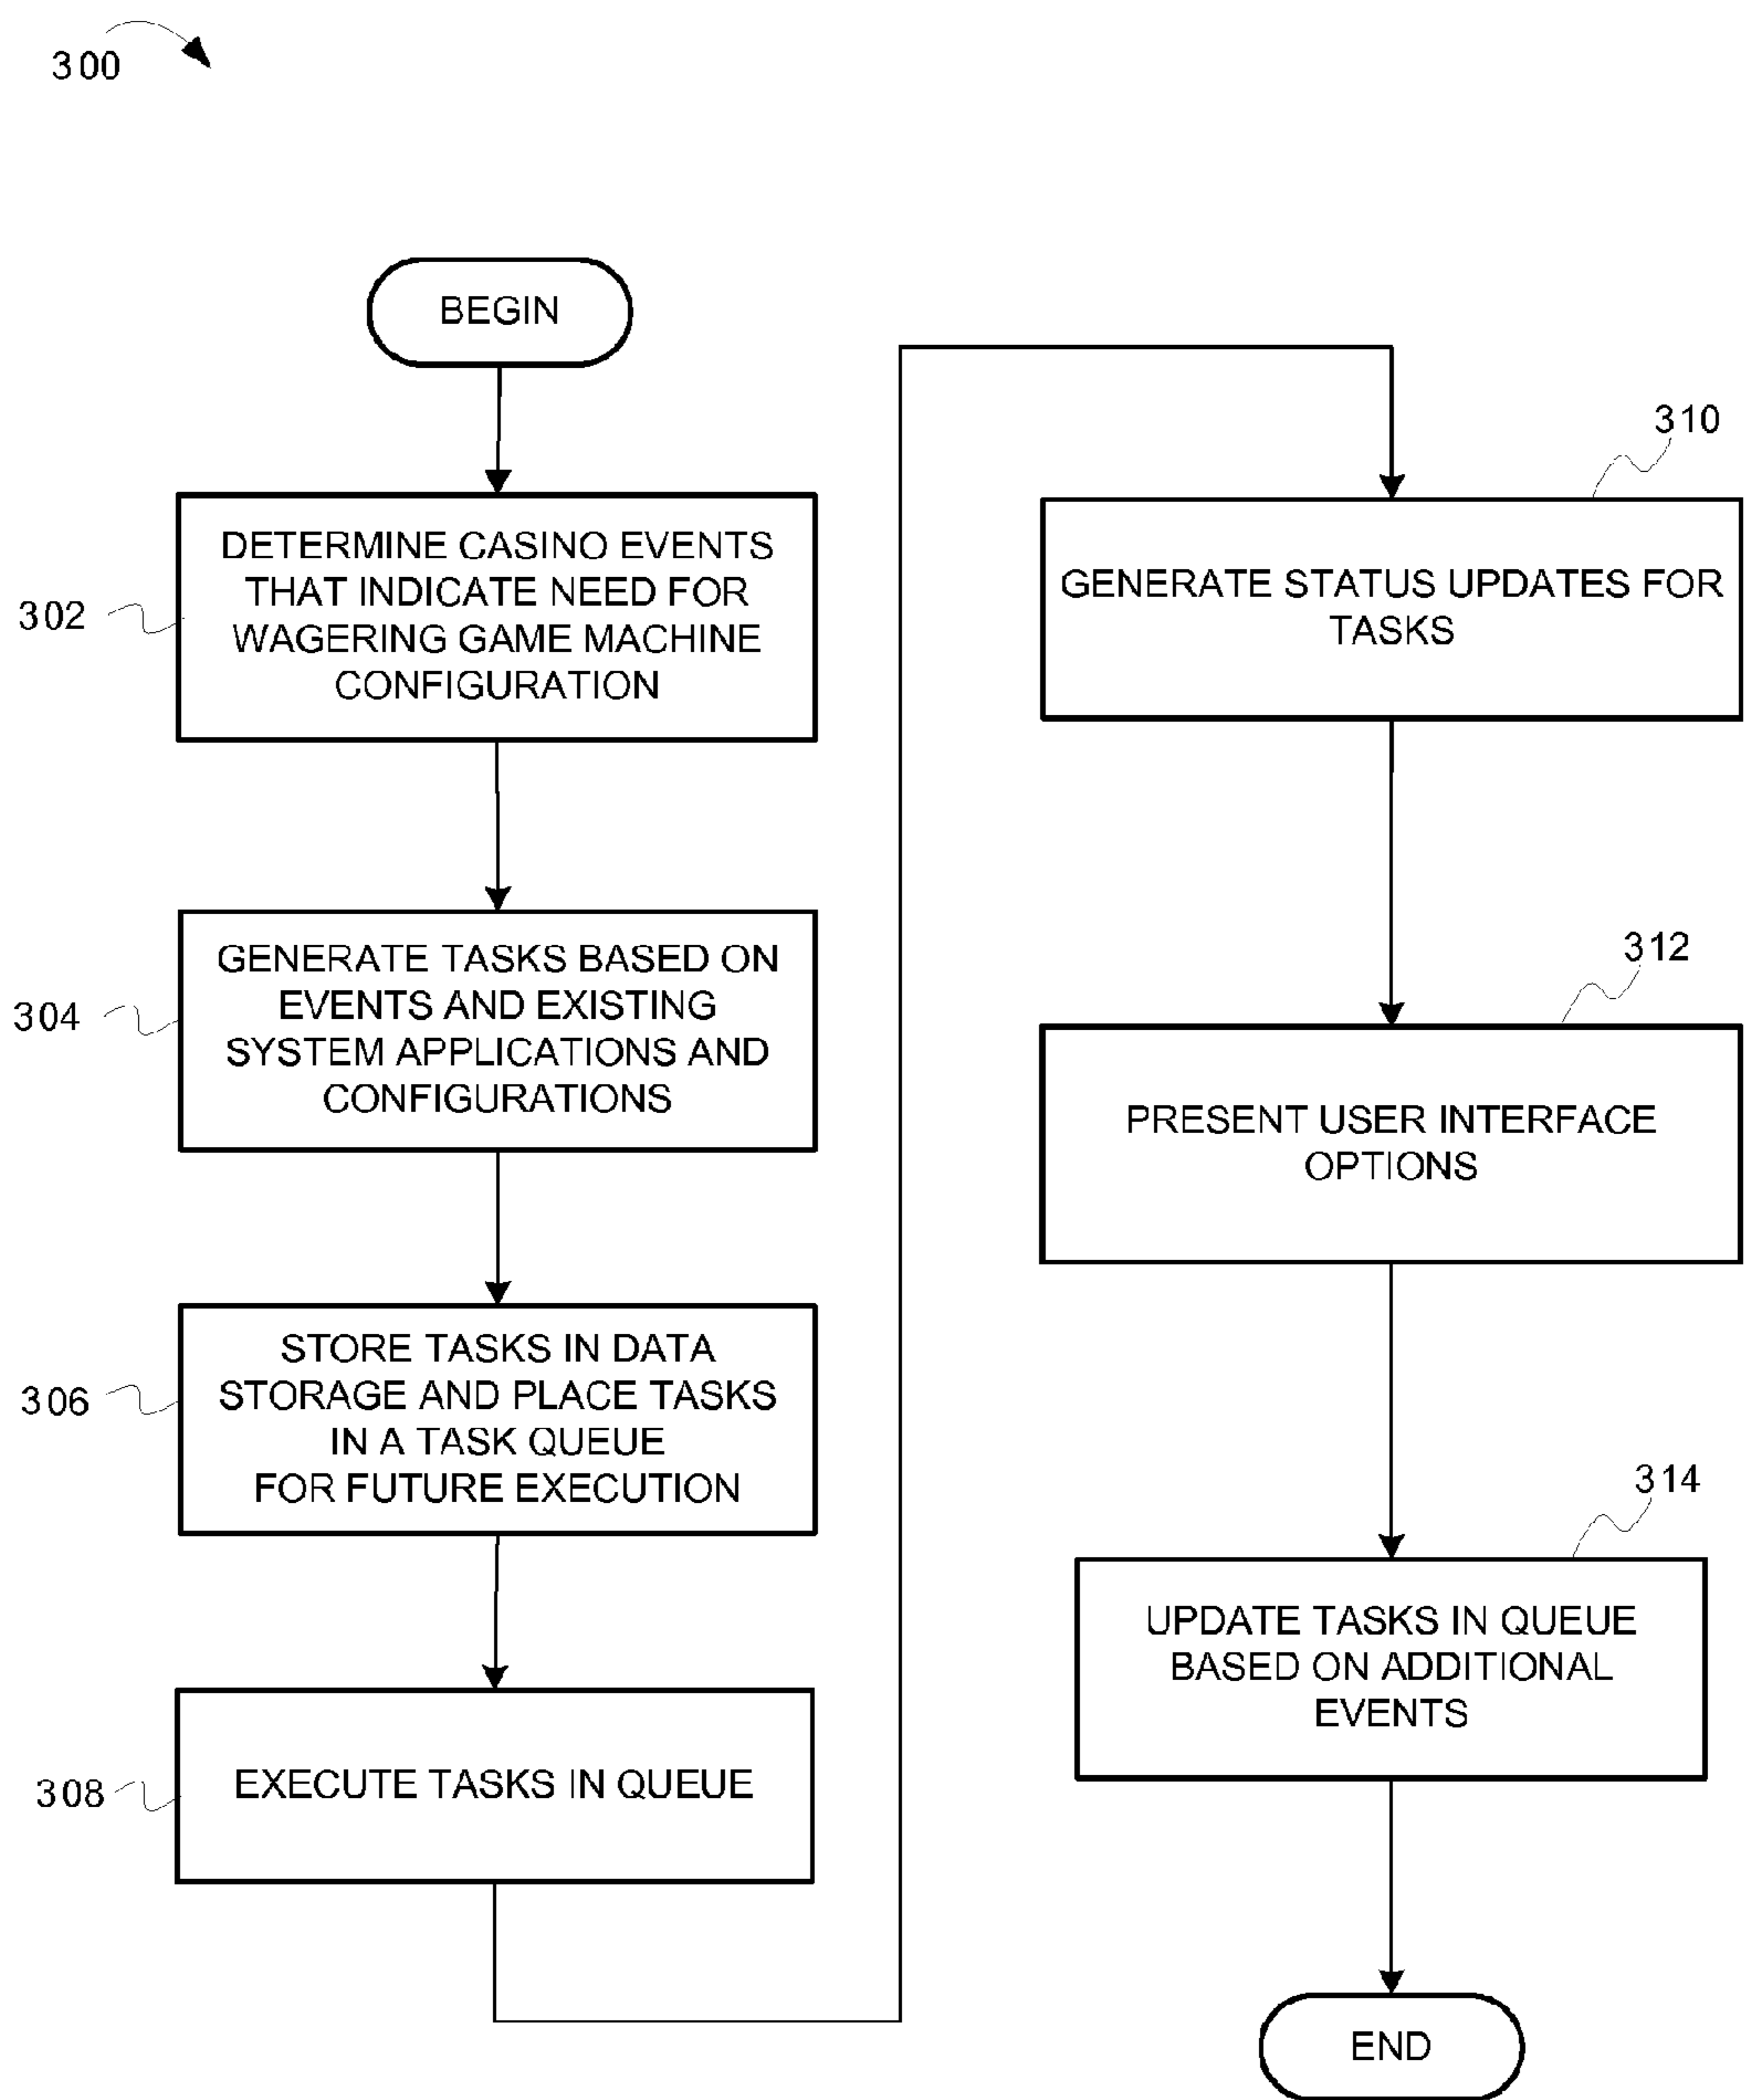 300
BEGIN
302
DETERMINE CASINO EVENTS
THAT INDICATE NEED FOR
WAGERING GAME MACHINE
CONFIGURATION
304
GENERATE TASKS BASED ON
EVENTS AND EXISTING
SYSTEM APPLICATIONS AND
CONFIGURATIONS
306
STORE TASKS IN DATA
STORAGE AND PLACE TASKS
IN A TASK QUEUE
FOR FUTURE EXECUTION
308
EXECUTE TASKS IN QUEUE
310
GENERATE STATUS UPDATES FOR
TASKS
312
PRESENT USER INTERFACE
OPTIONS
314
UPDATE TASKS IN QUEUE
BASED ON ADDITIONAL
EVENTS
END